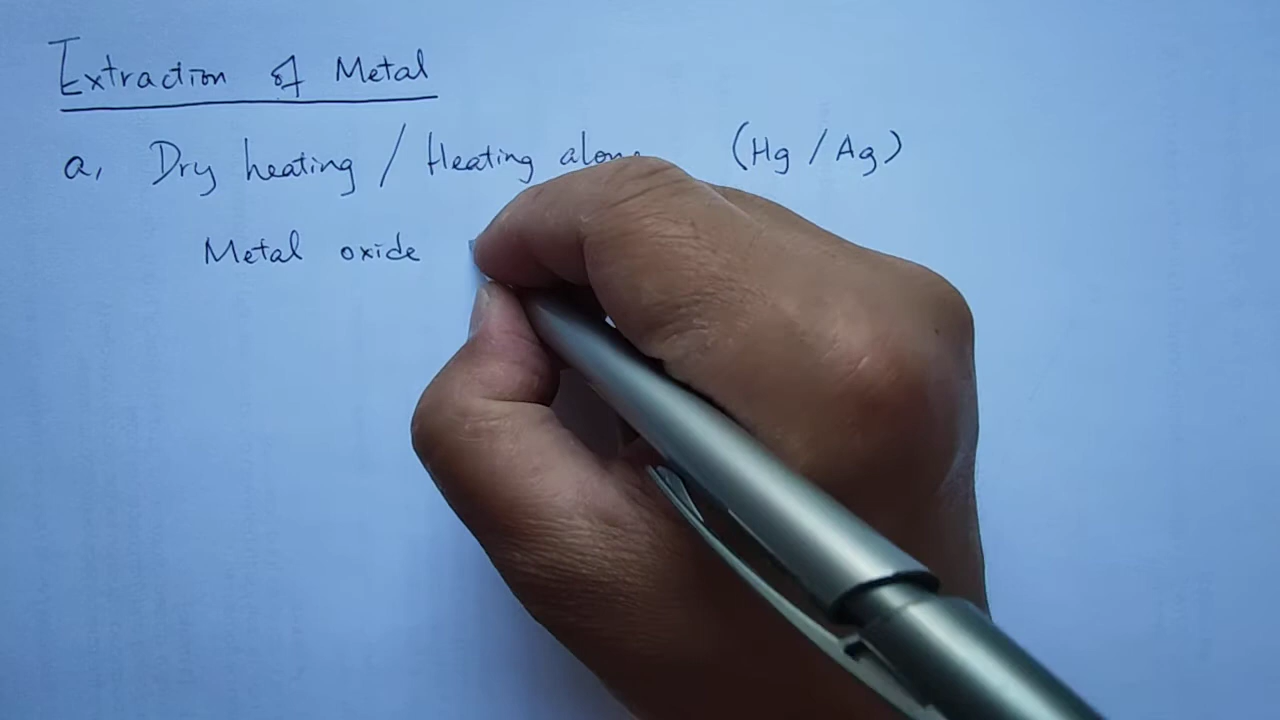 Extraction of Metal
a, Dry heating / Heating alone (Hg / Ag)
Metal oxide